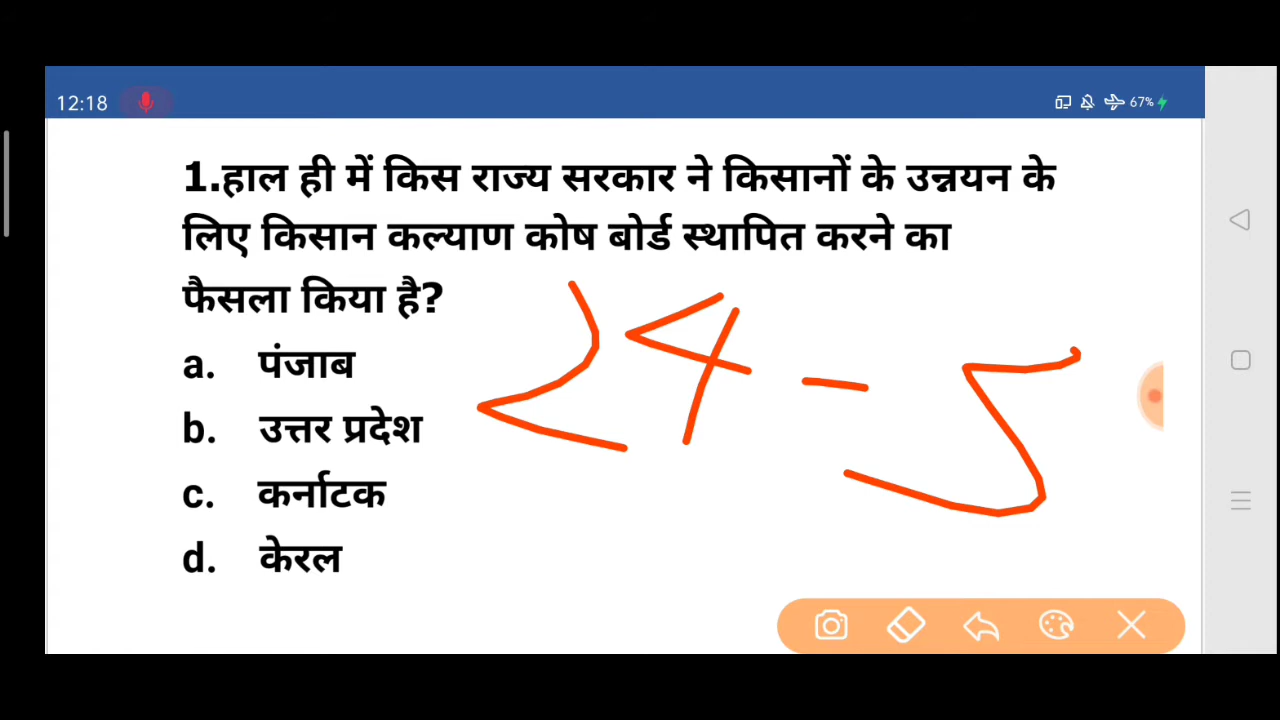 12:18
67%
1.हाल ही में किस राज्य सरकार ने किसानों के उन्नयन के
लिए किसान कल्याण कोष बोर्ड स्थापित करने का
फैसला किया है?
24-5
a. पंजाब
b. उत्तर प्रदेश
c. कर्नाटक
d. केरल